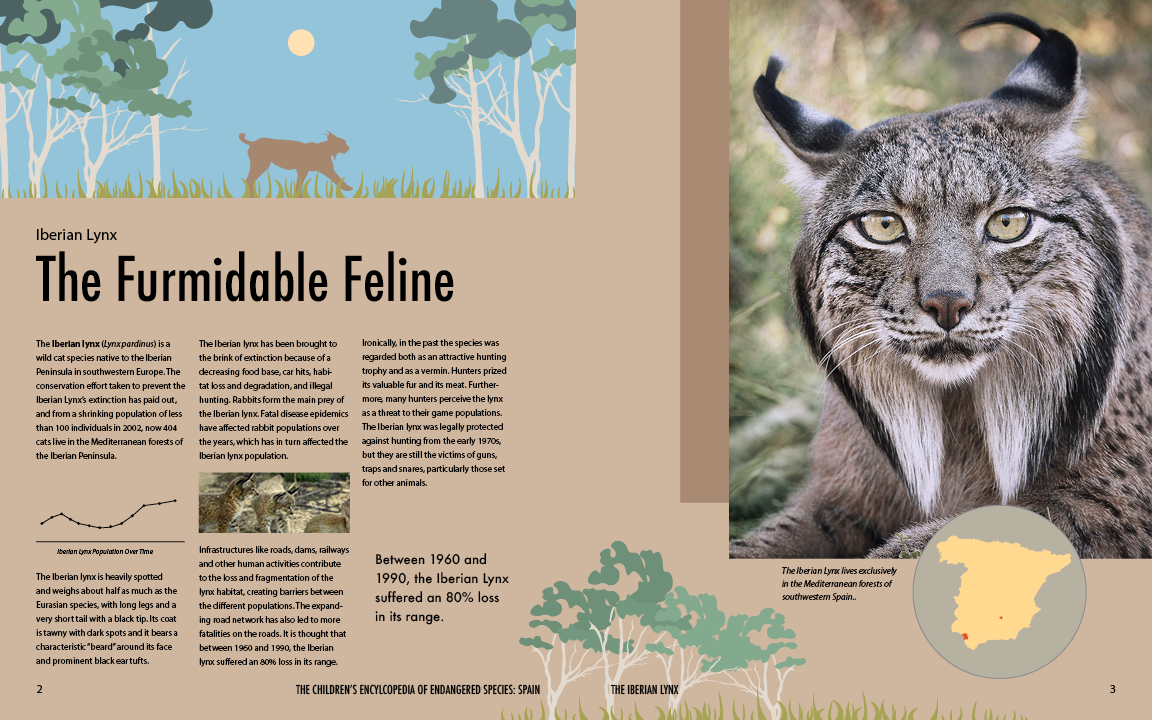 Iberian Lynx
The Furmidable Feline
The Iberian lynx (Lynx pardinus) is a
wild cat species native to the Iberian
Peninsula in southwestern Europe. The
conservation effort taken to prevent the
Iberian Lynx's extinction has paid out,
and from a shrinking population of less
than 100 individuals in 2002, now 404
cats live in the Mediterranean forests of
the Iberian Peninsula.
Iberian Lynx Population Over Time
The Iberian lynx is heavily spotted
and weighs about half as much as the
Eurasian species, with long legs and a
very short tail with a black tip. Its coat
is tawny with dark spots and it bears a
characteristic "beard" around its face
and prominent black ear tufts.
The Iberian lynx has been brought to
the brink of extinction because of a
decreasing food base, car hits, habi-
tat loss and degradation, and illegal
hunting. Rabbits form the main prey of
the Iberian lynx. Fatal disease epidemics
have affected rabbit populations over
the years, which has in turn affected the
Iberian lynx population.
Infrastructures like roads, dams, railways
and other human activities contribute
to the loss and fragmentation of the
lynx habitat, creating barriers between
the different populations. The expand-
ing road network has also led to more
fatalities on the roads. It is thought that
between 1960 and 1990, the Iberian
lynx suffered an 80% loss in its range.
Ironically, in the past the species was
regarded both as an attractive hunting
trophy and as a vermin. Hunters prized
its valuable fur and its meat. Further-
more, many hunters perceive the lynx
as a threat to their game populations.
The Iberian lynx was legally protected
against hunting from the early 1970s,
but they are still the victims of guns,
traps and snares, particularly those set
for other animals.
Between 1960 and
1990, the Iberian Lynx
suffered an 80% loss
in its range.
The Iberian Lynx lives exclusively
in the Mediterranean forests of
southwestern Spain..
2
THE CHILDREN'S ENCYLCOPEDIA OF ENDANGERED SPECIES: SPAIN
THE IBERIAN LYNX
3